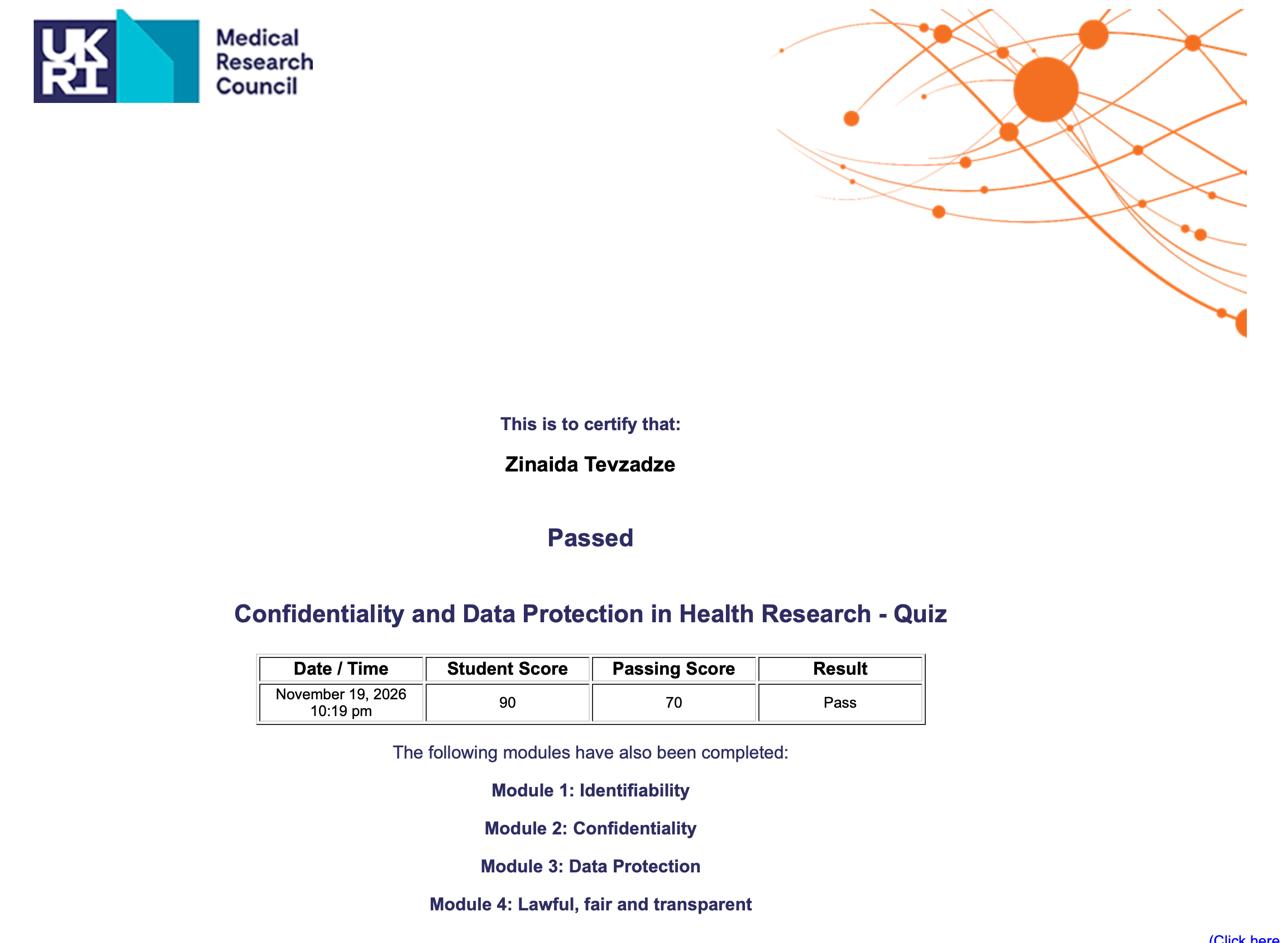 UK
RI
Medical
Research
Council
This is to certify that:
Zinaida Tevzadze
Passed
Confidentiality and Data Protection in Health Research - Quiz
Date / Time Student Score Passing Score Result
November 19, 2026
10:19 pm 90 70 Pass
The following modules have also been completed:
Module 1: Identifiability
Module 2: Confidentiality
Module 3: Data Protection
Module 4: Lawful, fair and transparent
(Click here